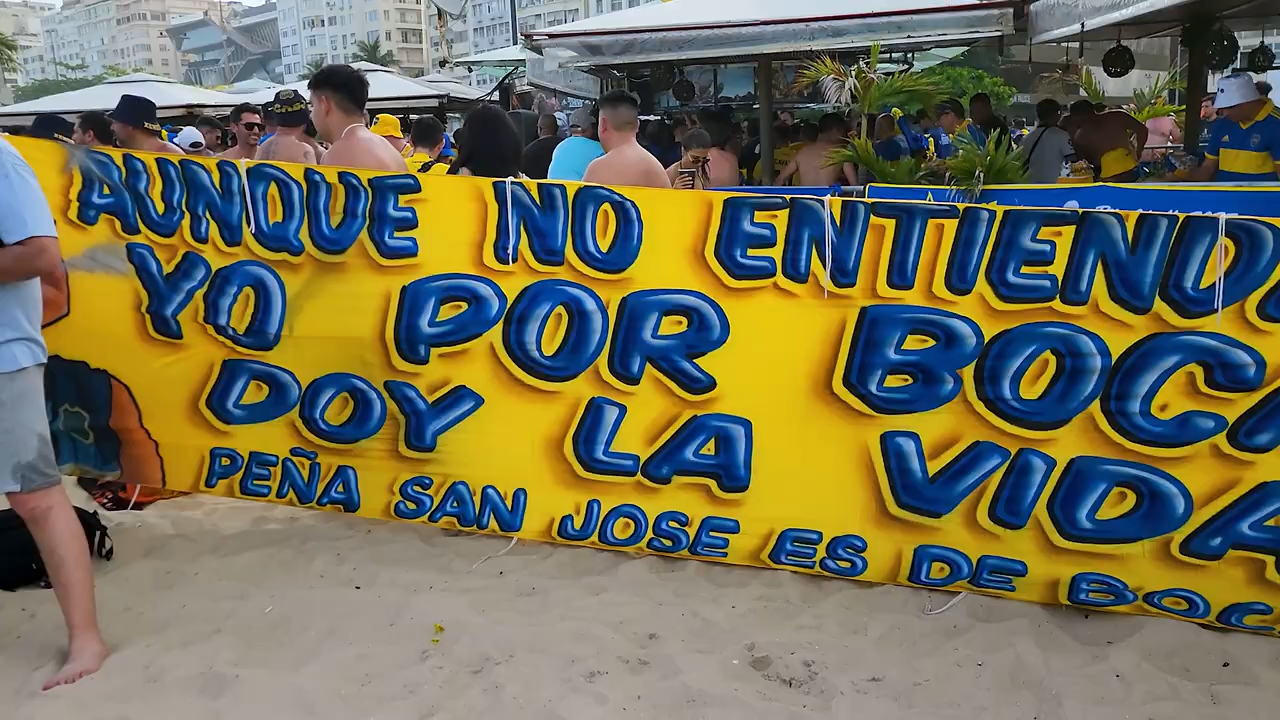 AUNQUE NO ENTIENDA
YO POR BOCA
DOY LA VIDA
PEÑA SAN JOSE ES DE BOCA